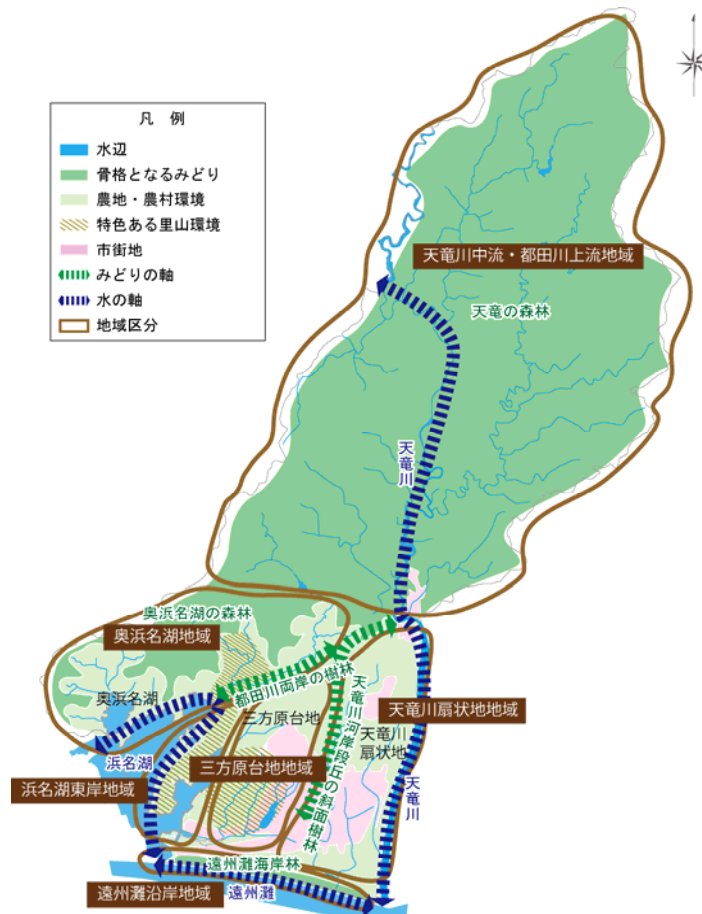 凡 例
水辺
骨格となるみどり
農地・農村環境
特色ある里山環境
市街地
みどりの軸
水の軸
地域区分
天竜川中流・都田川上流地域
天竜の森林
天竜川
奥浜名湖の森林
奥浜名湖地域
都田川両岸の樹林
奥浜名湖
三方原台地
天竜川河岸段丘の斜面樹林
天竜川扇状地地域
天竜川
扇状地
浜名湖
三方原台地地域
浜名湖東岸地域
天竜川
遠州灘海岸林
遠州灘沿岸地域
遠州灘